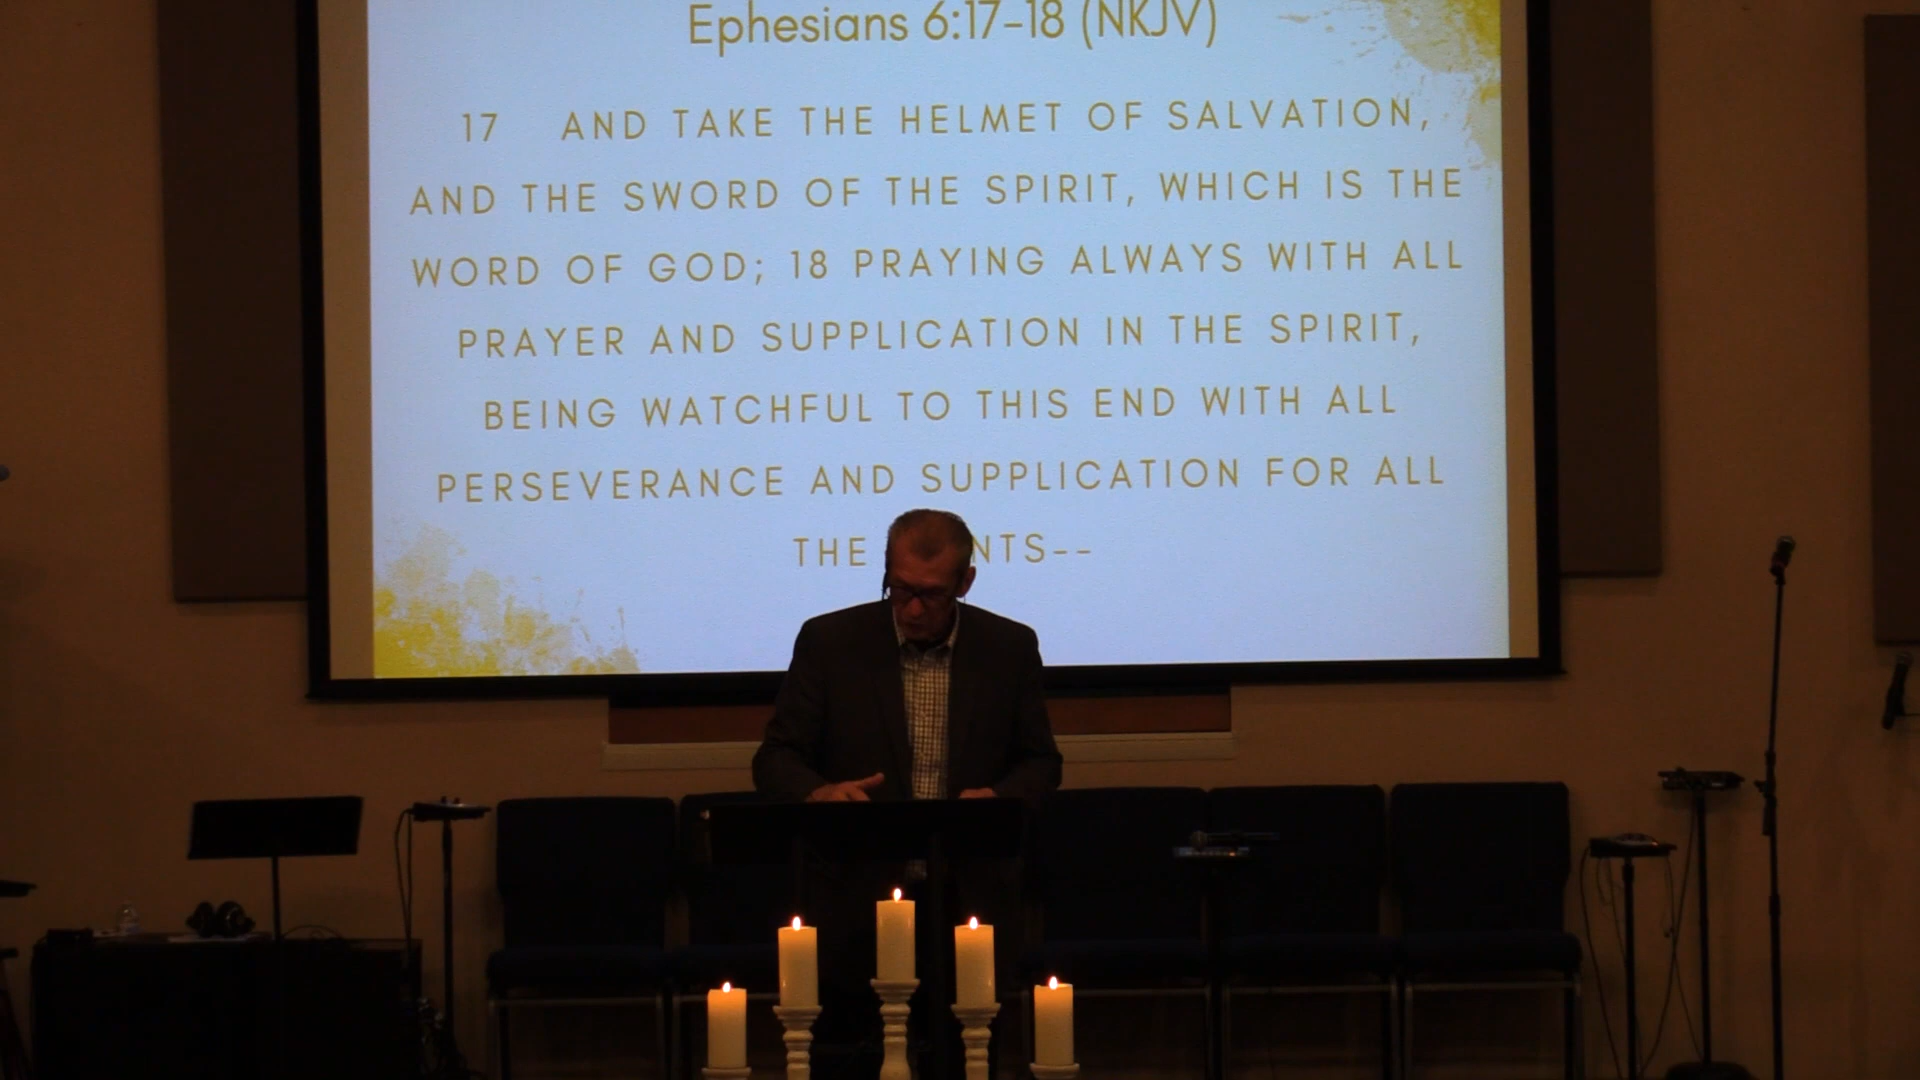 Ephesians 6:17-18 (NKJV)
17 AND TAKE THE HELMET OF SALVATION,
AND THE SWORD OF THE SPIRIT, WHICH IS THE
WORD OF GOD; 18 PRAYING ALWAYS WITH ALL
PRAYER AND SUPPLICATION IN THE SPIRIT,
BEING WATCHFUL TO THIS END WITH ALL
PERSEVERANCE AND SUPPLICATION FOR ALL
THE NTS--